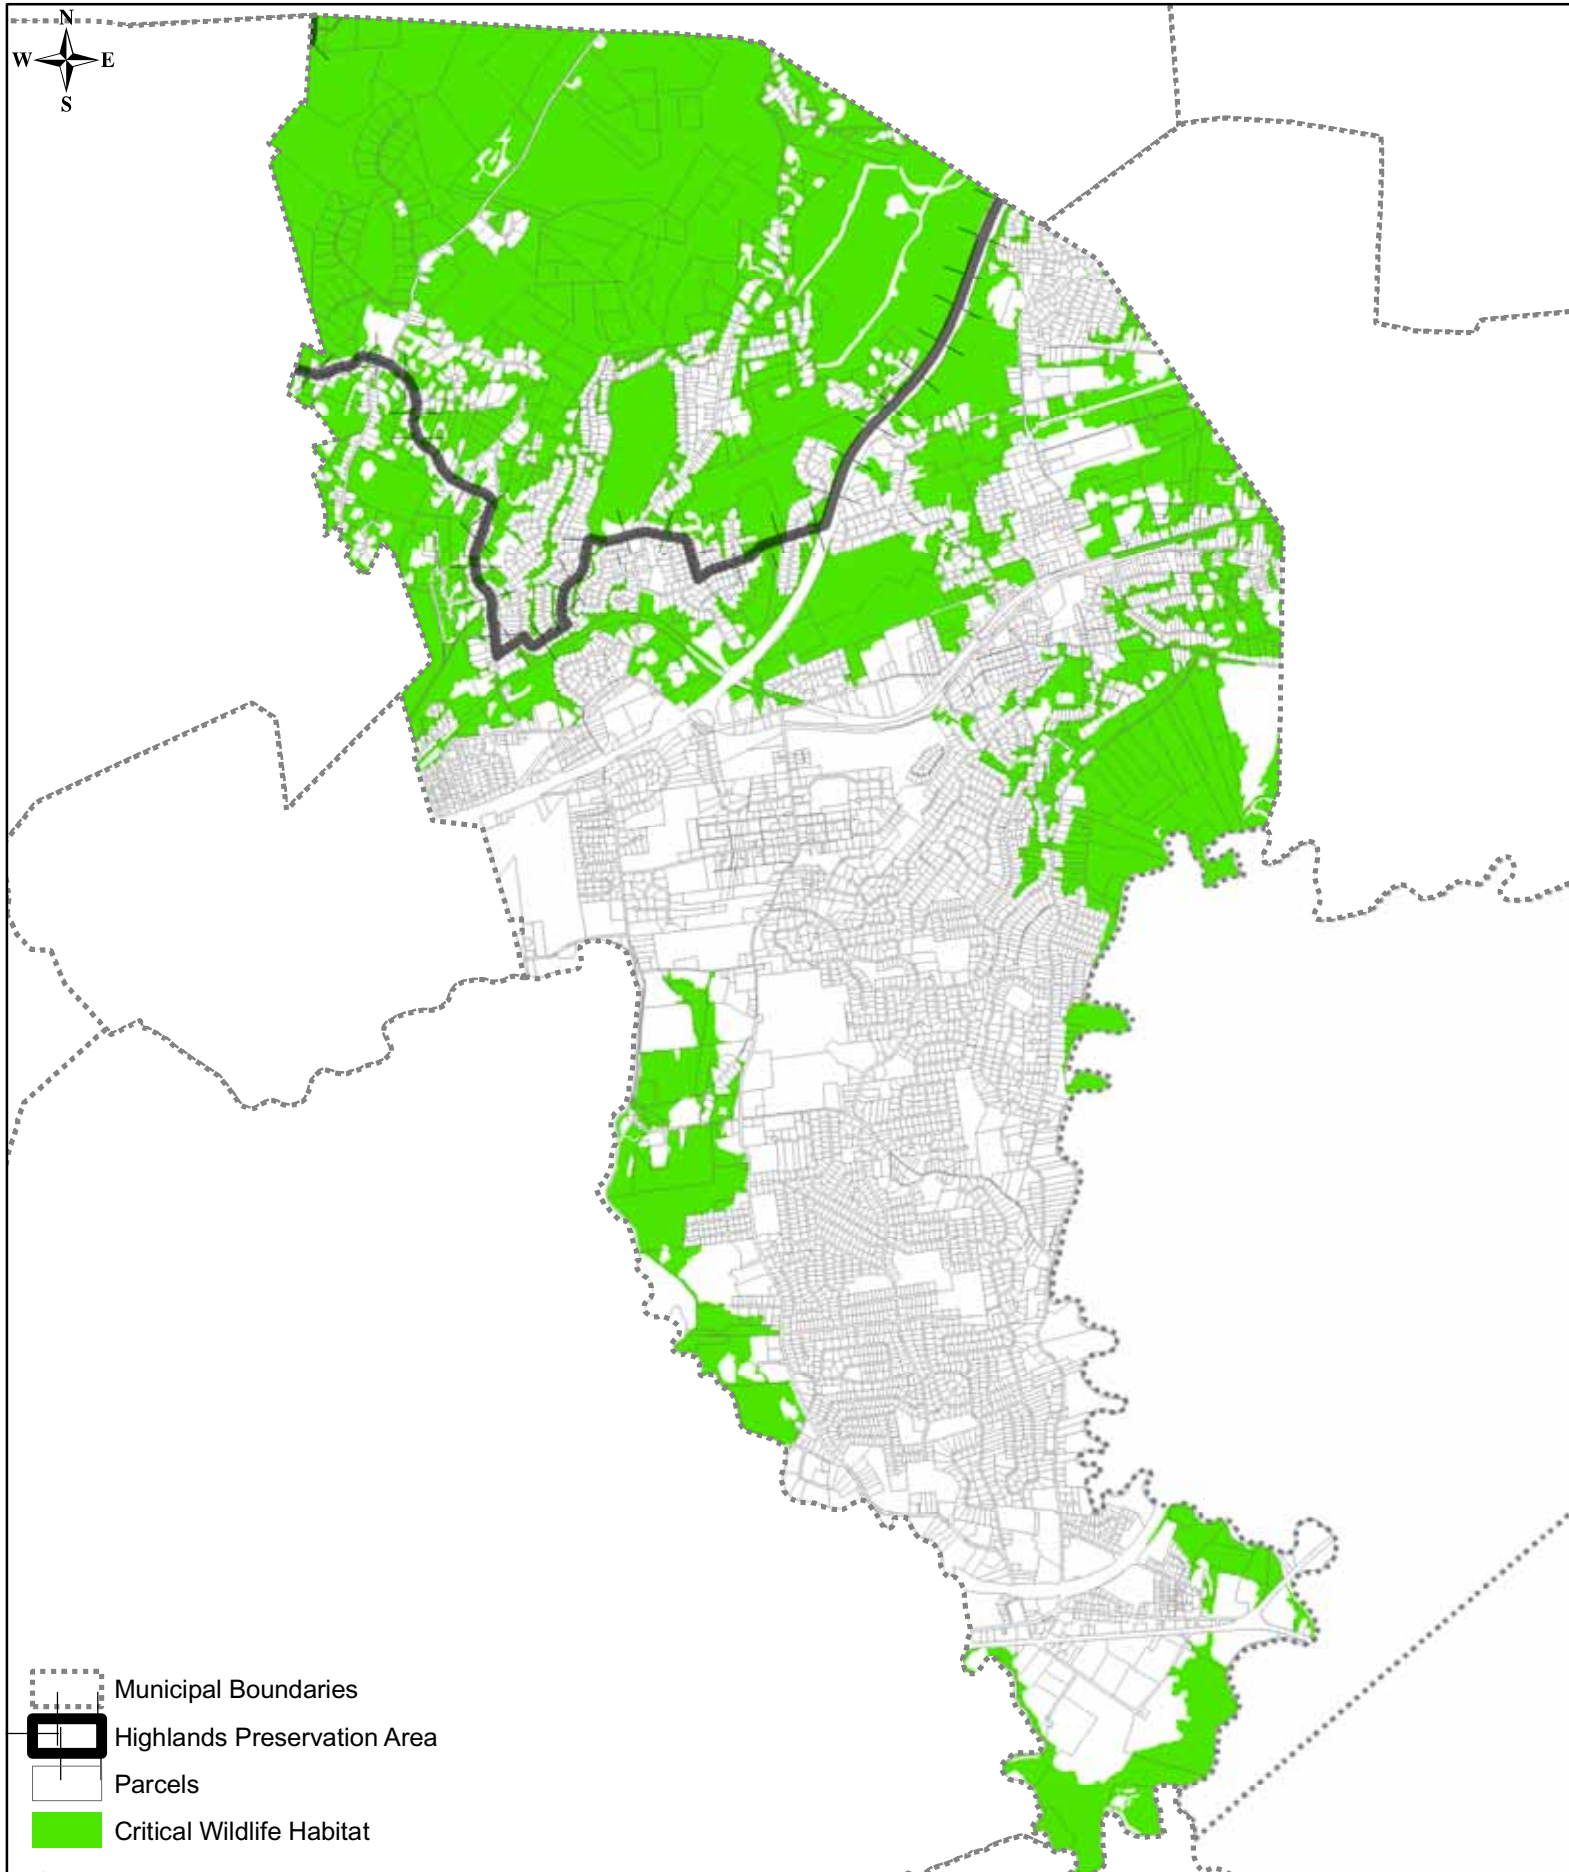 N
W E
S
Municipal Boundaries
Highlands Preservation Area
Parcels
Critical Wildlife Habitat